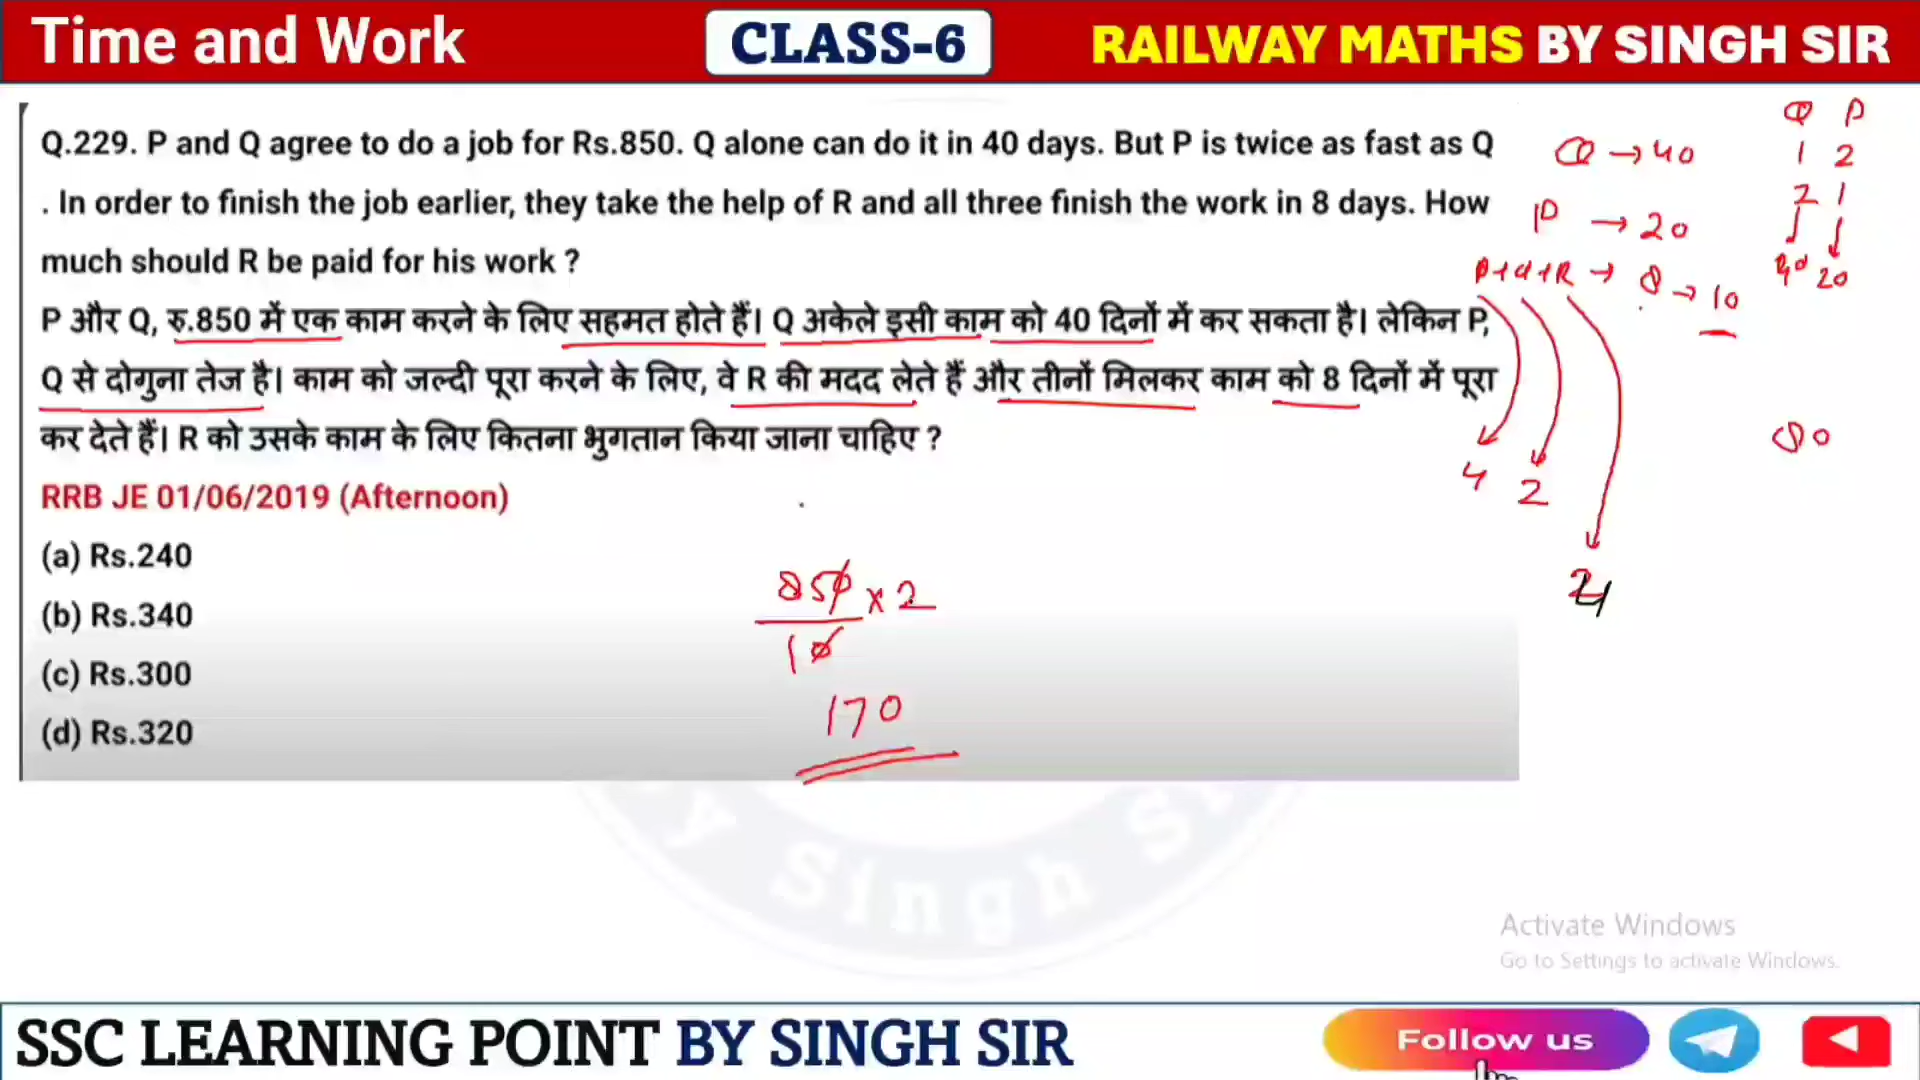 Time and Work
CLASS-6
RAILWAY MATHS BY SINGH SIR
Q.229. P and Q agree to do a job for Rs.850. Q alone can do it in 40 days. But P is twice as fast as Q
. In order to finish the job earlier, they take the help of R and all three finish the work in 8 days. How
much should R be paid for his work ?
P और Q, रु.850 में एक काम करने के लिए सहमत होते हैं। Q अकेले इसी काम को 40 दिनों में कर सकता है। लेकिन P,
Q से दोगुना तेज है। काम को जल्दी पूरा करने के लिए, वे R की मदद लेते हैं और तीनों मिलकर काम को 8 दिनों में पूरा
कर देते हैं। R को उसके काम के लिए कितना भुगतान किया जाना चाहिए ?
RRB JE 01/06/2019 (Afternoon)
(a) Rs.240
(b) Rs.340
(c) Rs.300
(d) Rs.320
850 × 2
10
170
Q → 40
P → 20
P+Q+R → 8 → 10
4 2
Q P
1 2
2 1
40 20
80
By Singh Si
Activate Windows
Go to Settings to activate Windows.
SSC LEARNING POINT BY SINGH SIR
Follow us